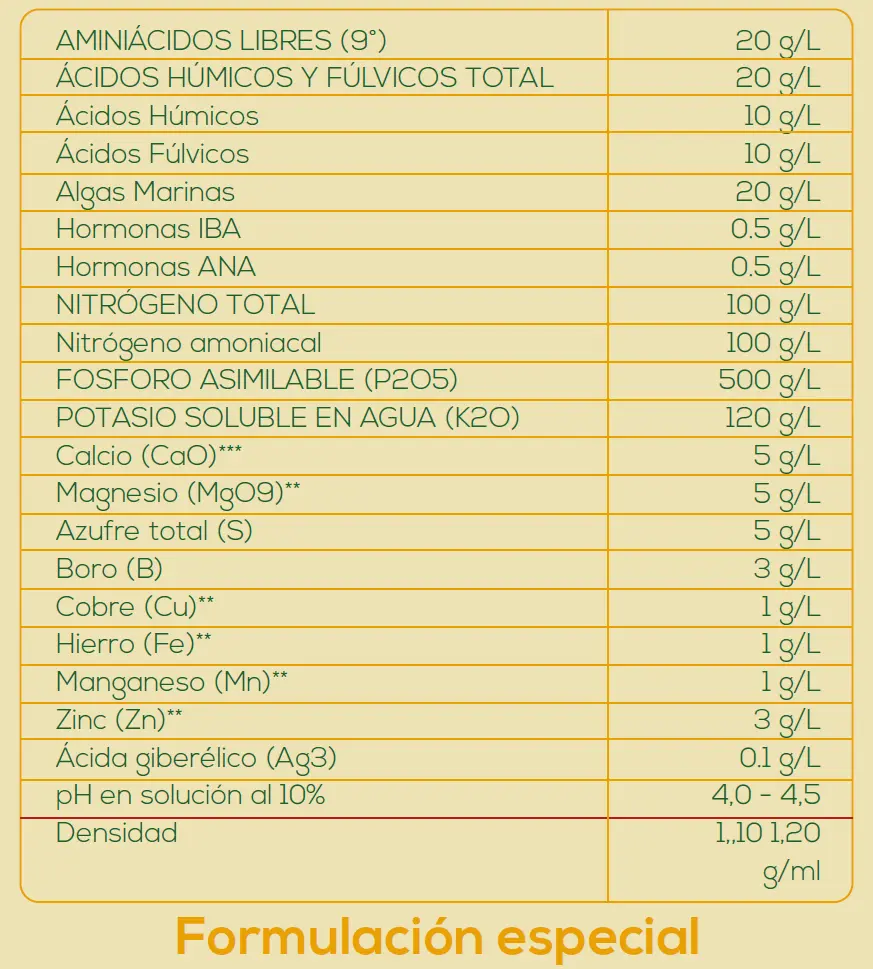 AMINIÁCIDOS LIBRES (9°) 20 g/L
ÁCIDOS HÚMICOS Y FÚLVICOS TOTAL 20 g/L
Ácidos Húmicos 10 g/L
Ácidos Fúlvicos 10 g/L
Algas Marinas 20 g/L
Hormonas IBA 0.5 g/L
Hormonas ANA 0.5 g/L
NITRÓGENO TOTAL 100 g/L
Nitrógeno amoniacal 100 g/L
FOSFORO ASIMILABLE (P2O5) 500 g/L
POTASIO SOLUBLE EN AGUA (K2O) 120 g/L
Calcio (CaO)*** 5 g/L
Magnesio (MgO9)** 5 g/L
Azufre total (S) 5 g/L
Boro (B) 3 g/L
Cobre (Cu)** 1 g/L
Hierro (Fe)** 1 g/L
Manganeso (Mn)** 1 g/L
Zinc (Zn)** 3 g/L
Ácida giberélico (Ag3) 0.1 g/L
pH en solución al 10% 4,0 - 4,5
Densidad 1,,10 1,20
g/ml
Formulación especial